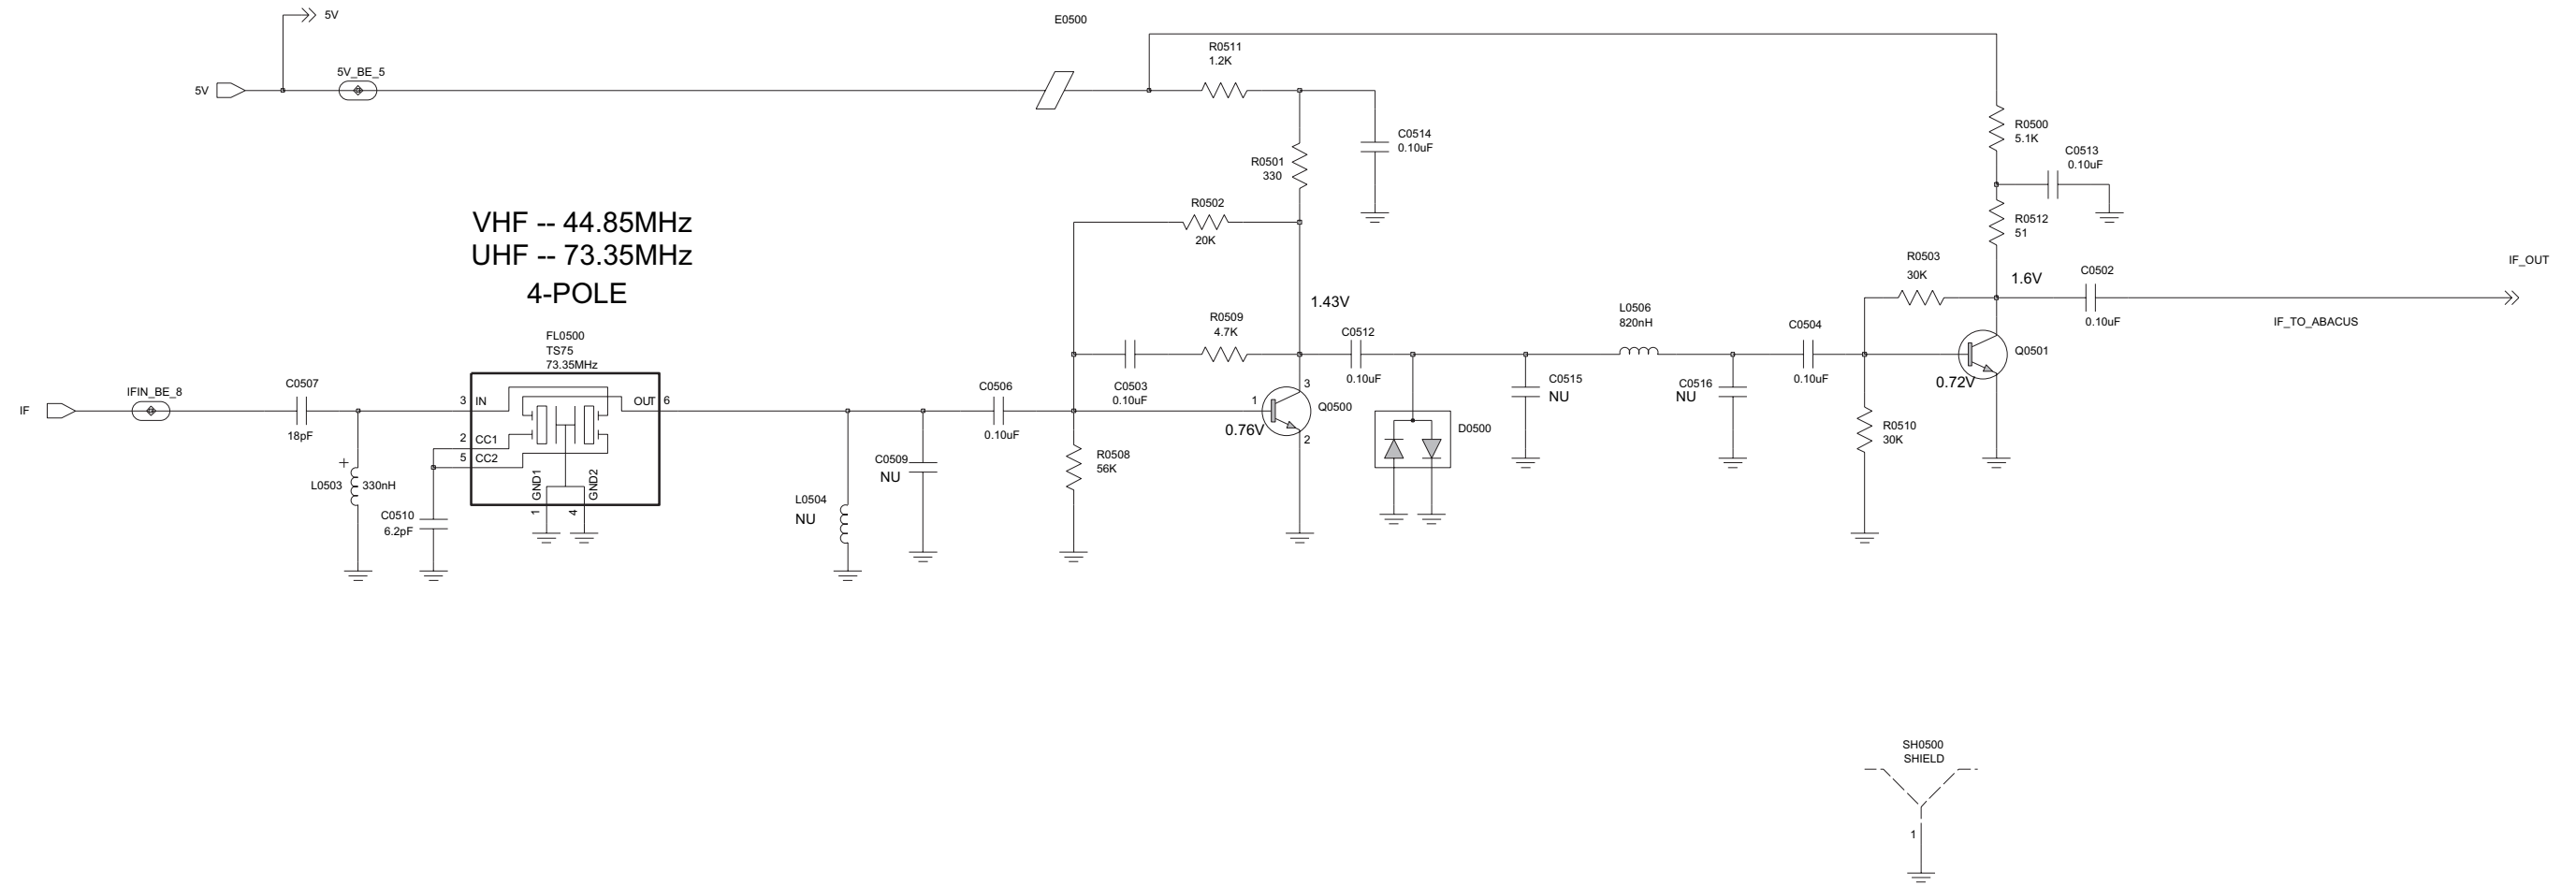 5V
E0500
R0511
1.2K
5V_BE_5
5V
C0514
0.10uF
R0500
5.1K
C0513
0.10uF
R0501
330
R0502
20K
R0512
51
VHF -- 44.85MHz
UHF -- 73.35MHz
4-POLE
R0503
30K
1.6V
C0502
0.10uF
IF_OUT
IF_TO_ABACUS
1.43V
R0509
4.7K
C0512
0.10uF
L0506
820nH
C0504
0.10uF
Q0501
0.72V
FL0500
TS75
73.35MHz
IFIN_BE_8
IF
C0507
18pF
3
IN
OUT
6
2
CC1
5
CC2
GND1
GND2
1
4
C0506
0.10uF
C0503
0.10uF
1
3
2
Q0500
0.76V
C0515
NU
C0516
NU
D0500
R0510
30K
+
L0503
330nH
C0510
6.2pF
L0504
NU
C0509
NU
R0508
56K
SH0500
SHIELD
1